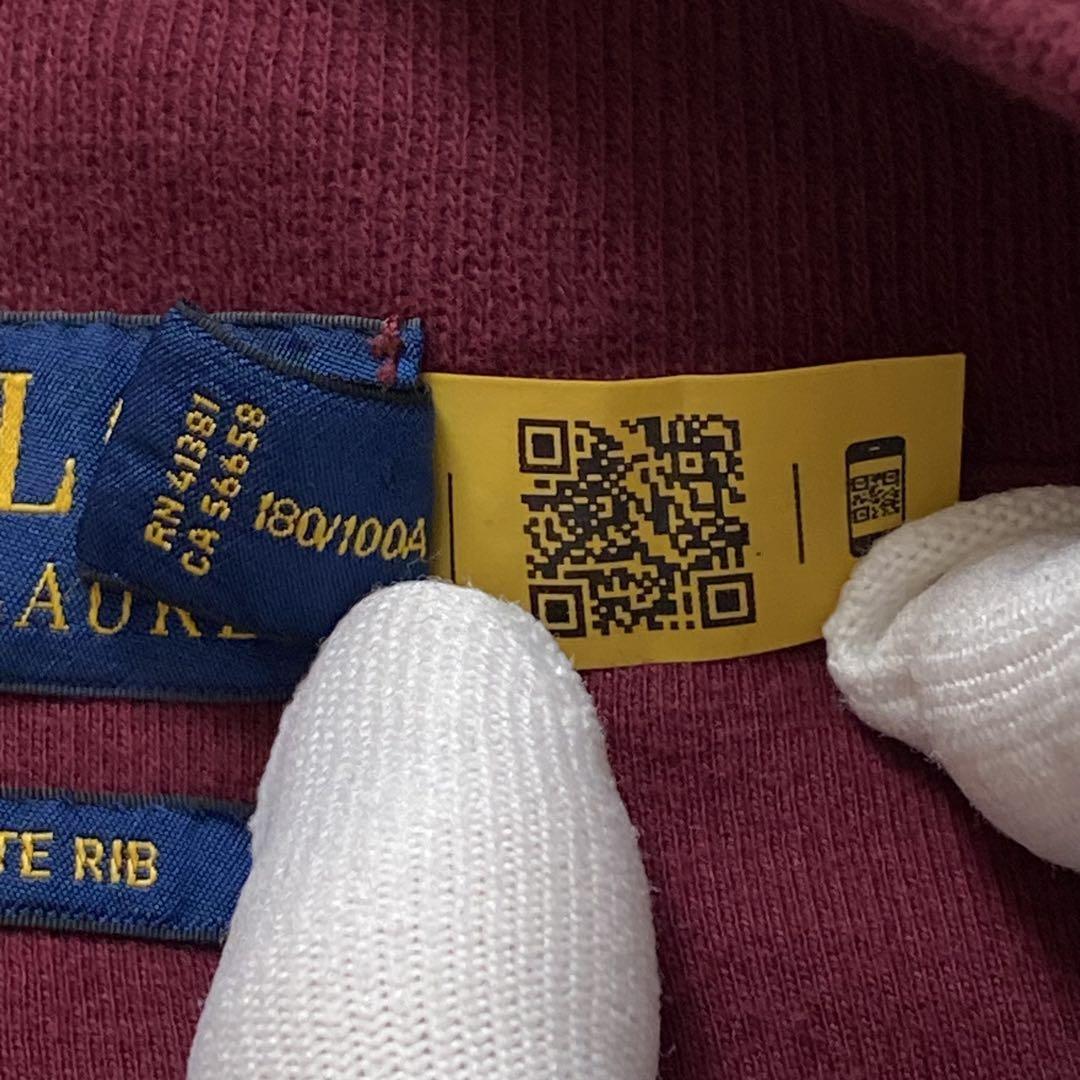 RN 41381
CA 56658
180/100A
TE RIB